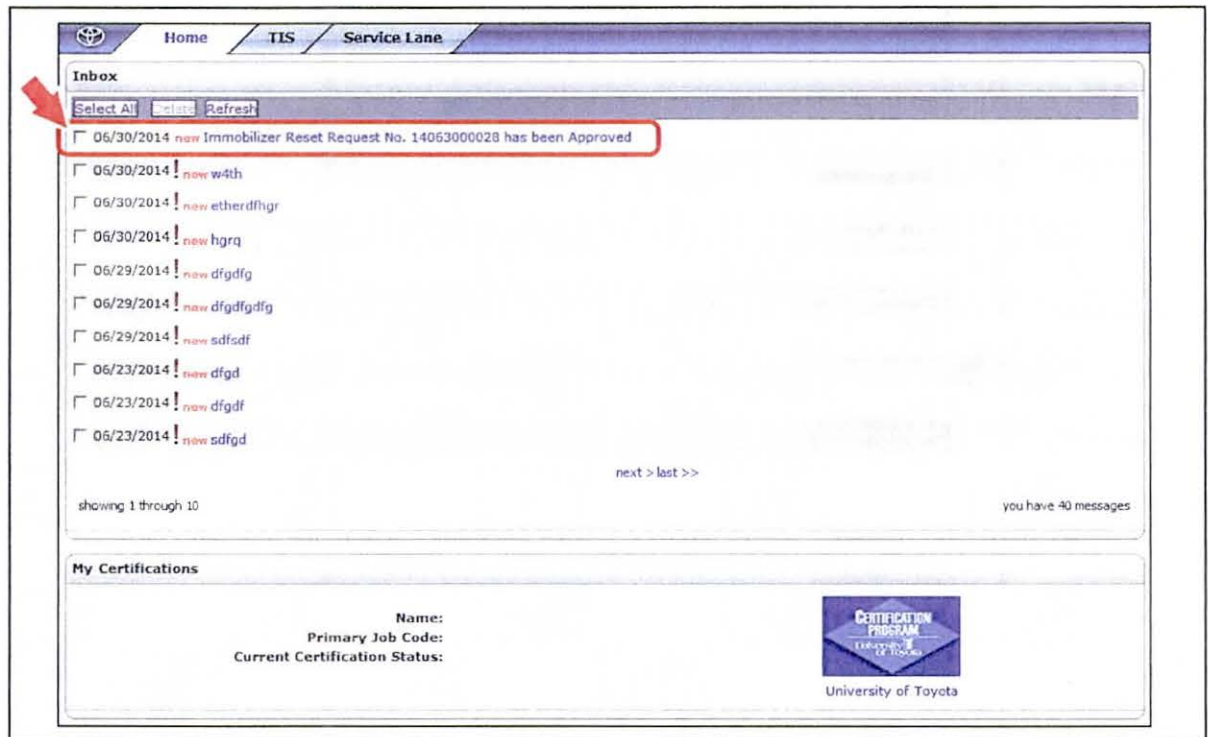 Home TIS Service Lane
Inbox
Select All Delete Refresh
06/30/2014 new Immobilizer Reset Request No. 14063000028 has been Approved
06/30/2014 ! new w4th
06/30/2014 ! new etherdfhgr
06/30/2014 ! new hgrq
06/29/2014 ! new dfgdfg
06/29/2014 ! new dfgdfgdfg
06/29/2014 ! new sdfsdf
06/23/2014 ! new dfgd
06/23/2014 ! new dfgdf
06/23/2014 ! new sdfgd
next > last >>
showing 1 through 10 you have 40 messages
My Certifications
Name:
Primary Job Code:
Current Certification Status:
CERTIFICATION
PROGRAM
University
of Toyota
University of Toyota